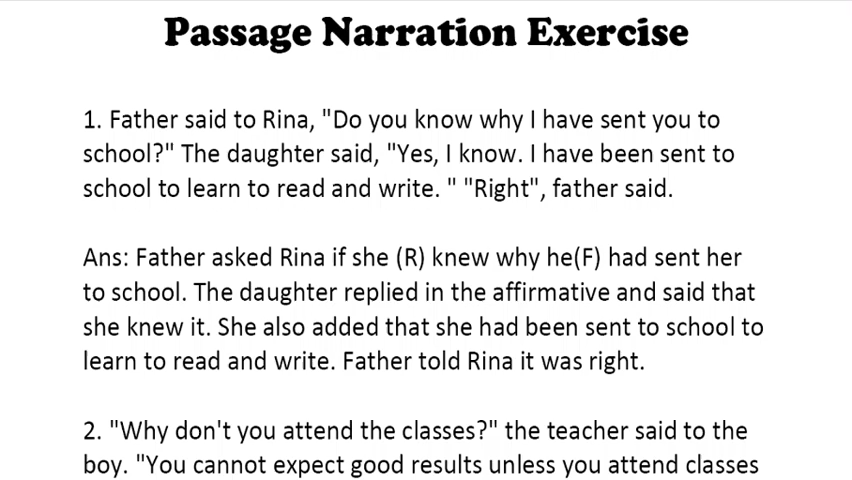 Passage Narration Exercise
1. Father said to Rina, "Do you know why I have sent you to
school?" The daughter said, "Yes, I know. I have been sent to
school to learn to read and write. " "Right", father said.
Ans: Father asked Rina if she (R) knew why he(F) had sent her
to school. The daughter replied in the affirmative and said that
she knew it. She also added that she had been sent to school to
learn to read and write. Father told Rina it was right.
2. "Why don't you attend the classes?" the teacher said to the
boy. "You cannot expect good results unless you attend classes